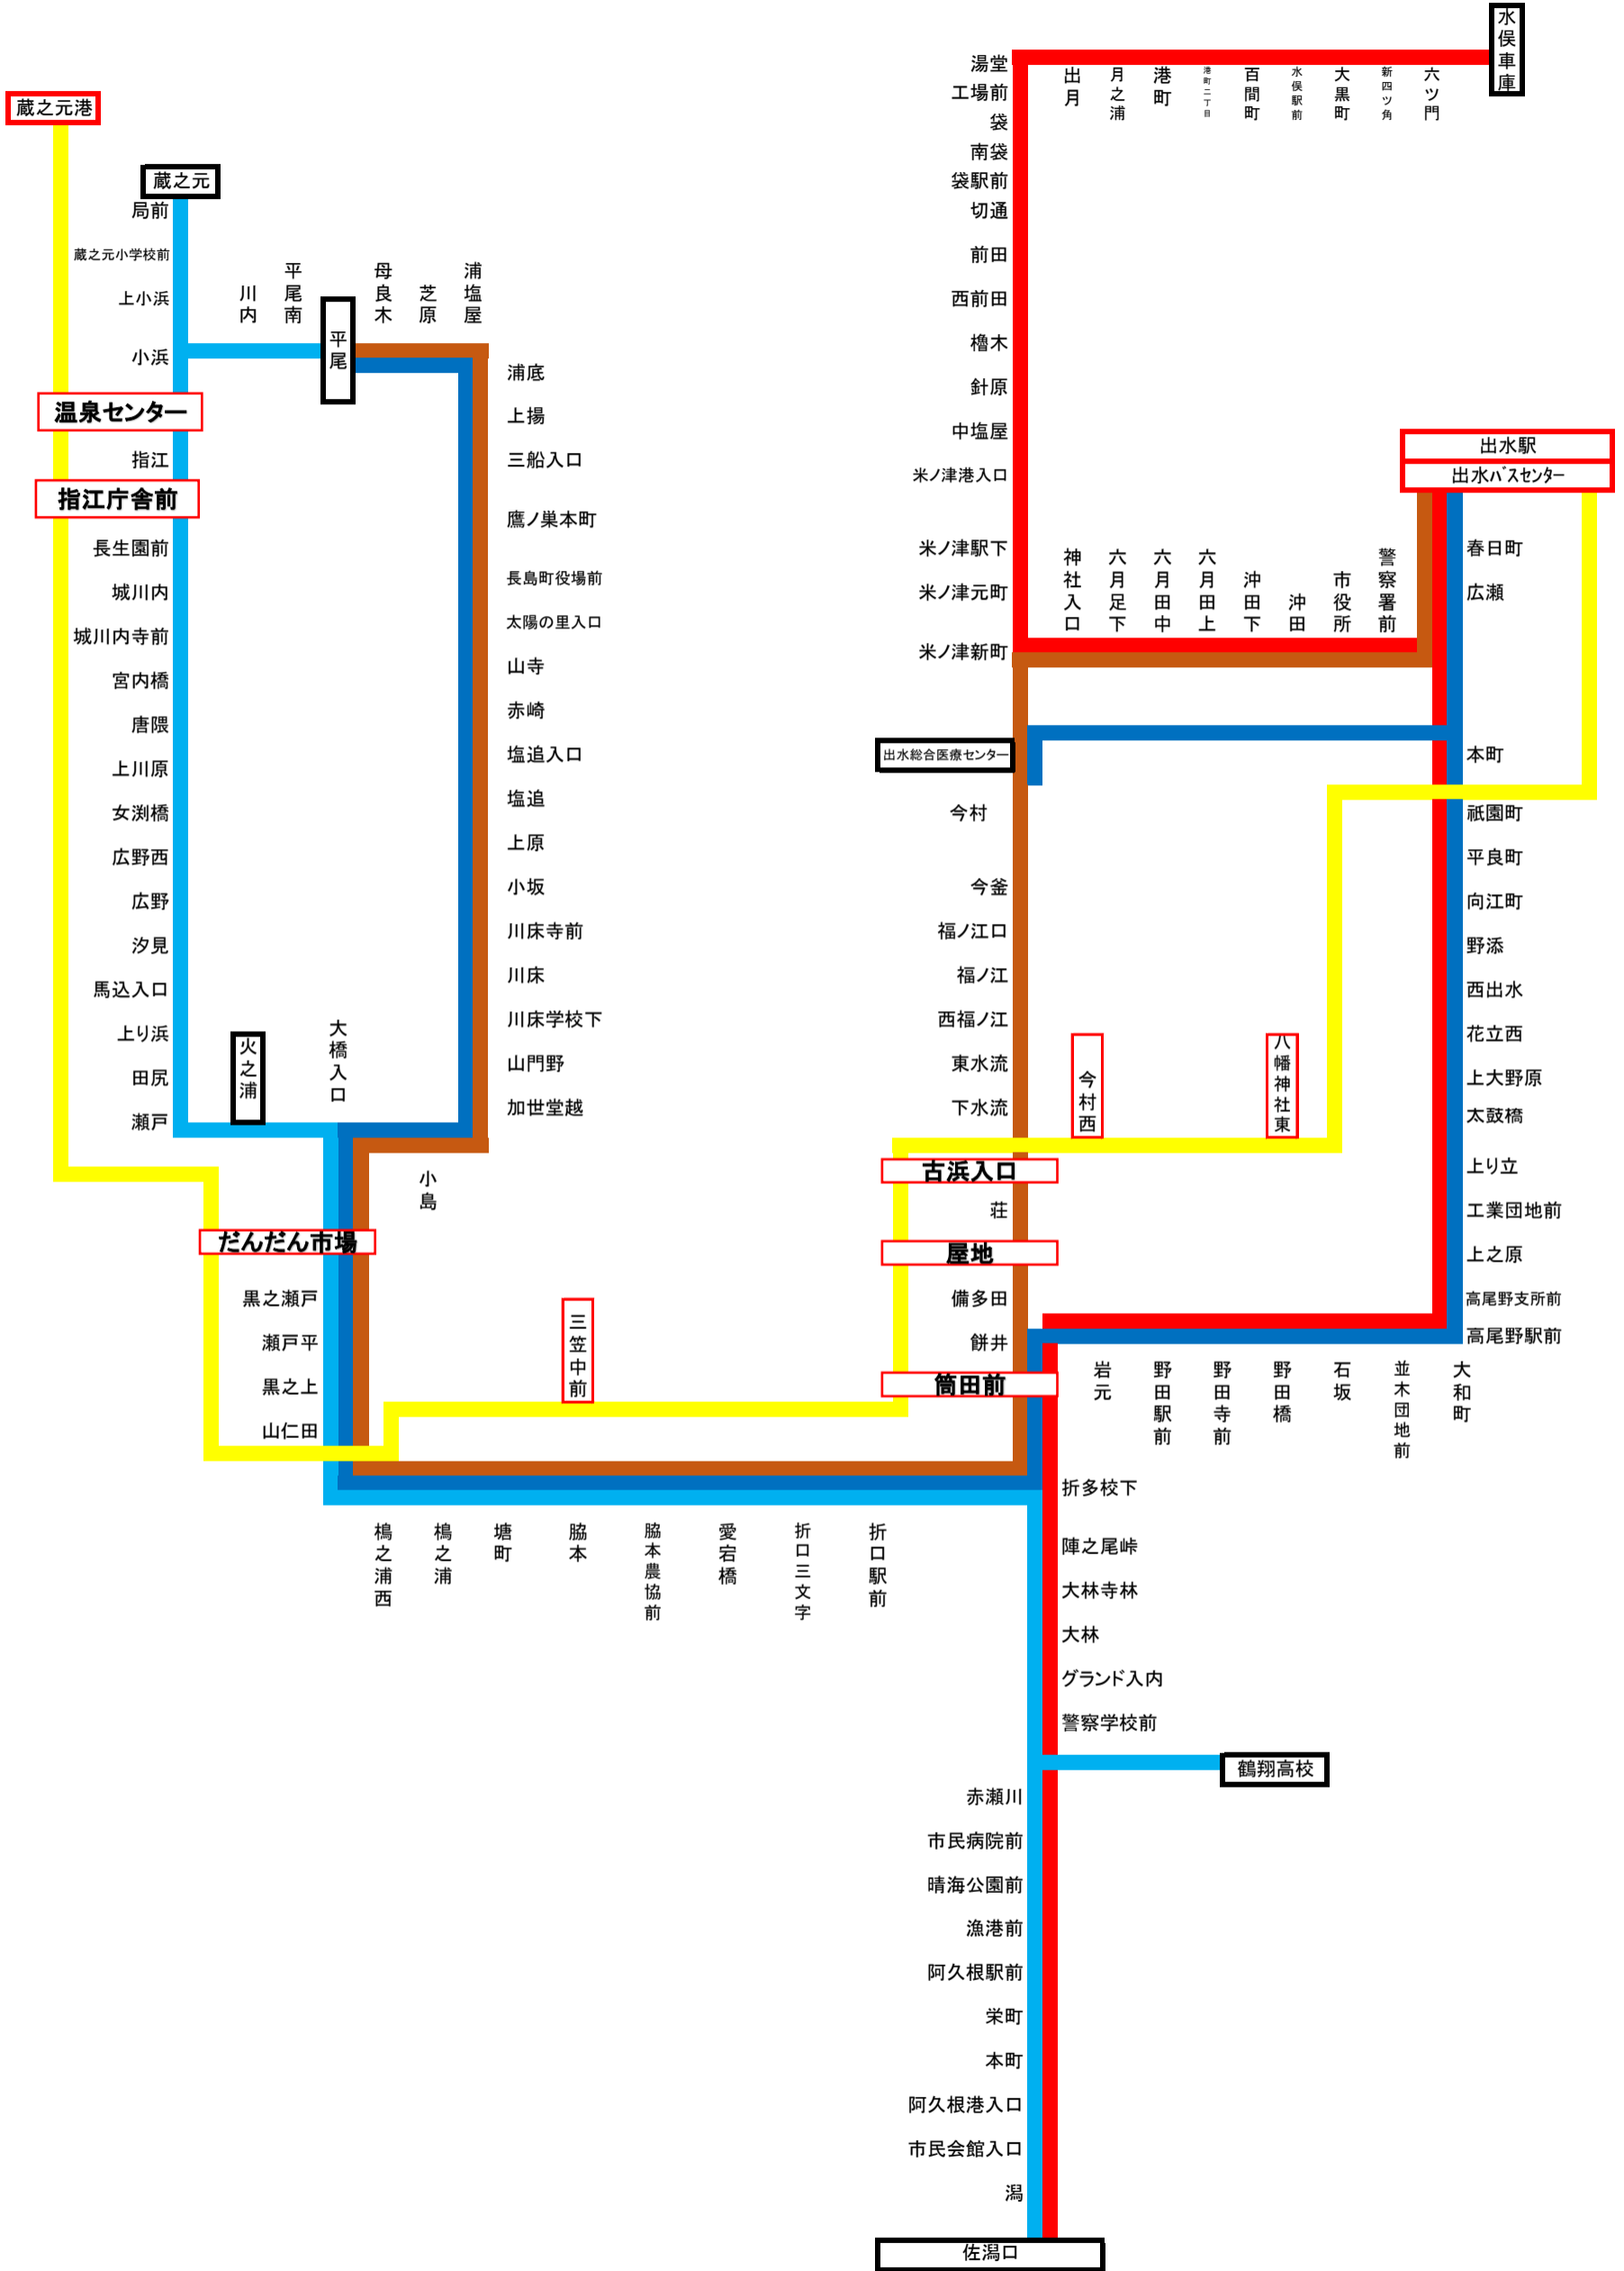 水俣車庫
湯堂
工場前
袋
南袋
袋駅前
切通
前田
西前田
櫓木
針原
中塩屋
米ノ津港入口
米ノ津駅下
米ノ津元町
米ノ津新町
出月
月之浦
港町
港町二丁目
百間町
水俣駅前
大黒町
新四ツ角
六ツ門
蔵之元港
蔵之元
局前
蔵之元小学校前
上小浜
小浜
温泉センター
指江
指江庁舎前
長生園前
城川内
城川内寺前
宮内橋
唐隈
上川原
女渕橋
広野西
広野
汐見
馬込入口
上り浜
田尻
瀬戸
川内
平尾南
平尾
母良木
芝原
浦塩屋
浦底
上揚
三船入口
鷹ノ巣本町
長島町役場前
太陽の里入口
山寺
赤崎
塩追入口
塩追
上原
小坂
川床寺前
川床
川床学校下
山門野
加世堂越
火之浦
大橋入口
小島
だんだん市場
黒之瀬戸
瀬戸平
黒之上
山仁田
三笠中前
出水駅
出水バスセンター
神社入口
六月足下
六月田中
六月田上
沖田下
沖田
市役所
警察署前
春日町
広瀬
本町
祇園町
平良町
向江町
野添
西出水
花立西
上大野原
太鼓橋
上り立
工業団地前
上之原
高尾野支所前
高尾野駅前
出水総合医療センター
今村
今釜
福ノ江口
福ノ江
西福ノ江
東水流
下水流
今村西
八幡神社東
古浜入口
荘
屋地
備多田
餅井
筒田前
岩元
野田駅前
野田寺前
野田橋
石坂
並木団地前
大和町
槝之浦西
槝之浦
塘町
脇本
脇本農協前
愛宕橋
折口三文字
折口駅前
折多校下
陣之尾峠
大林寺林
大林
グランド入内
警察学校前
鶴翔高校
赤瀬川
市民病院前
晴海公園前
漁港前
阿久根駅前
栄町
本町
阿久根港入口
市民会館入口
潟
佐潟口